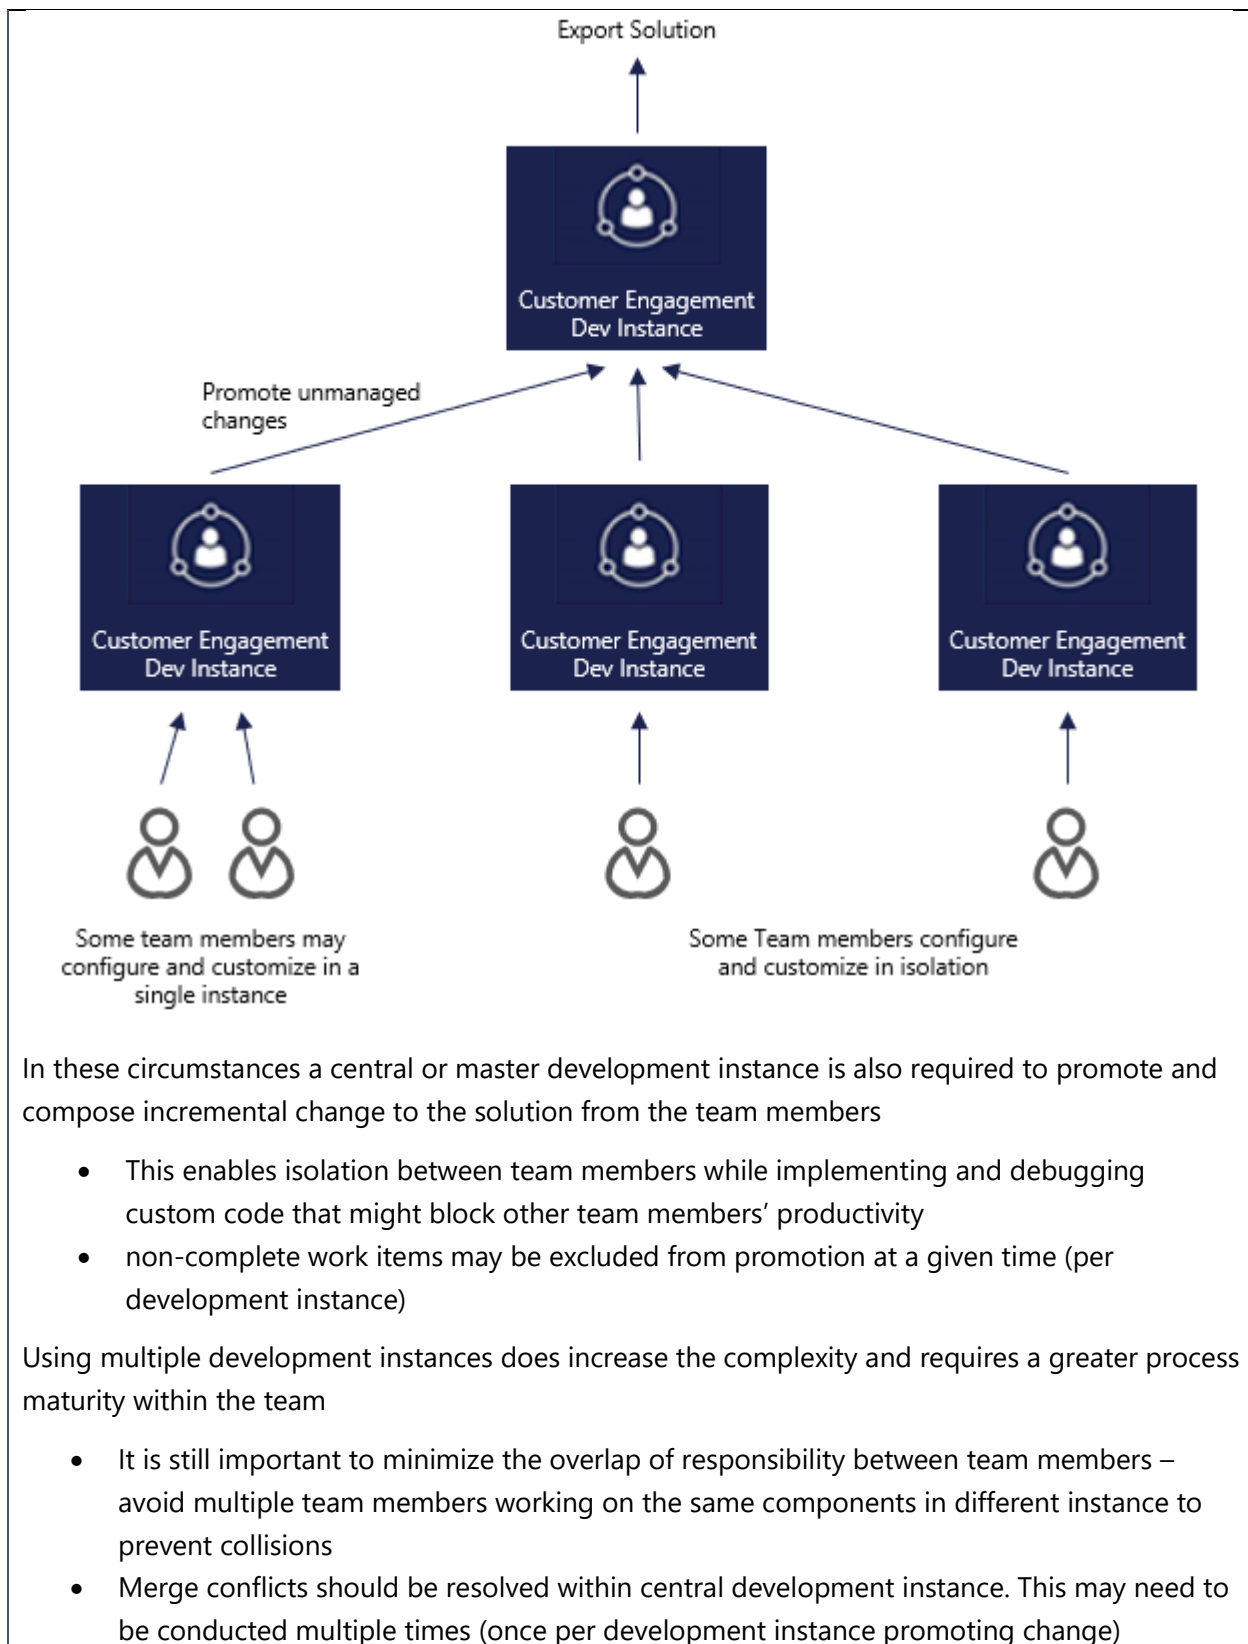 Export Solution
Customer Engagement
Dev Instance
Promote unmanaged
changes
Customer Engagement
Dev Instance
Customer Engagement
Dev Instance
Customer Engagement
Dev Instance
Some team members may
configure and customize in a
single instance
Some Team members configure
and customize in isolation
In these circumstances a central or master development instance is also required to promote and
compose incremental change to the solution from the team members
• This enables isolation between team members while implementing and debugging
custom code that might block other team members’ productivity
• non-complete work items may be excluded from promotion at a given time (per
development instance)
Using multiple development instances does increase the complexity and requires a greater process
maturity within the team
• It is still important to minimize the overlap of responsibility between team members –
avoid multiple team members working on the same components in different instance to
prevent collisions
• Merge conflicts should be resolved within central development instance. This may need to
be conducted multiple times (once per development instance promoting change)